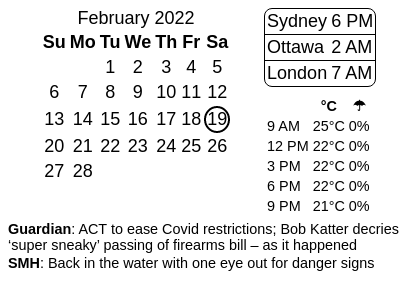 February 2022
Su Mo Tu We Th Fr Sa
1 2 3 4 5
6 7 8 9 10 11 12
13 14 15 16 17 18 19
20 21 22 23 24 25 26
27 28
Sydney 6 PM
Ottawa 2 AM
London 7 AM
°C ☂
9 AM 25°C 0%
12 PM 22°C 0%
3 PM 22°C 0%
6 PM 22°C 0%
9 PM 21°C 0%
Guardian: ACT to ease Covid restrictions; Bob Katter decries
‘super sneaky’ passing of firearms bill – as it happened
SMH: Back in the water with one eye out for danger signs